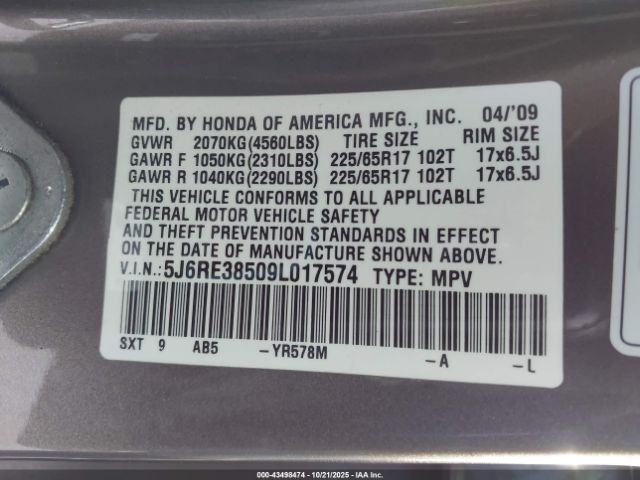 MFD. BY HONDA OF AMERICA MFG., INC. 04/'09
GVWR 2070KG(4560LBS) TIRE SIZE RIM SIZE
GAWR F 1050KG(2310LBS) 225/65R17 102T 17x6.5J
GAWR R 1040KG(2290LBS) 225/65R17 102T 17x6.5J
THIS VEHICLE CONFORMS TO ALL APPLICABLE
FEDERAL MOTOR VEHICLE SAFETY
AND THEFT PREVENTION STANDARDS IN EFFECT
ON THE DATE OF MANUFACTURE SHOWN ABOVE.
V.I.N.: 5J6RE38509L017574 TYPE: MPV
SXT 9 AB5 -YR578M -A -L
© 43498474 | 10/21/2025 | IAA, Inc.